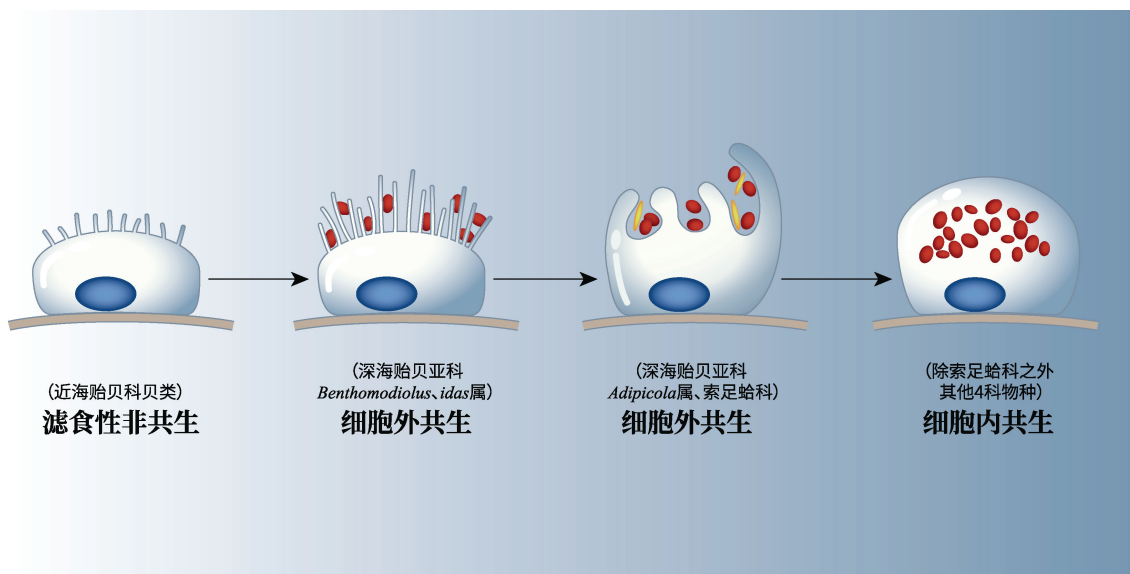 （近海贻贝科贝类）
滤食性非共生
（深海贻贝亚科
Benthomodiolus、idas属）
细胞外共生
（深海贻贝亚科
Adipicola属、索足蛤科）
细胞外共生
（除索足蛤科之外
其他4科物种）
细胞内共生